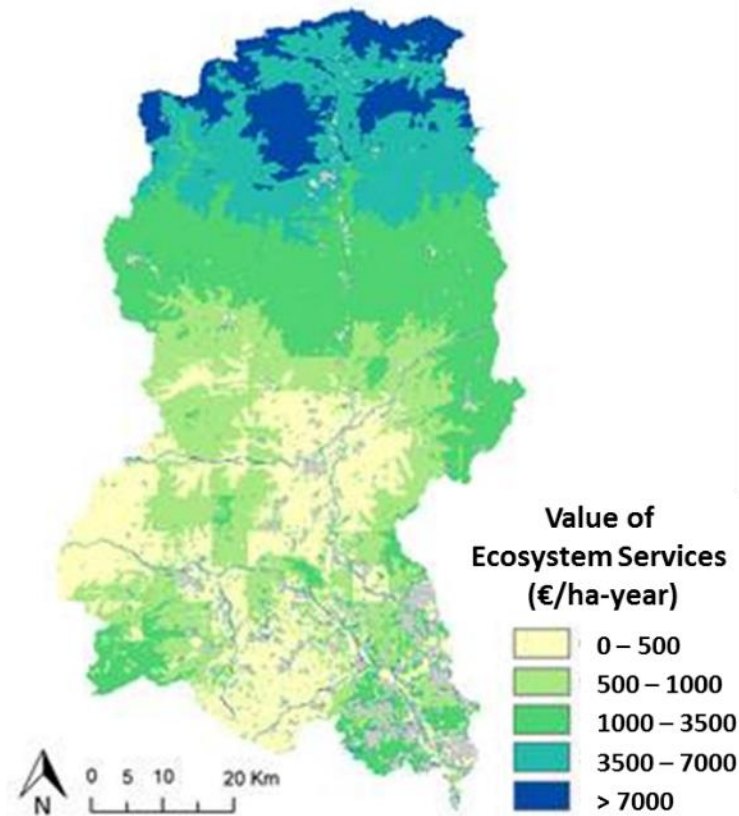 Value of
Ecosystem Services
(€/ha-year)
0 – 500
500 – 1000
1000 – 3500
3500 – 7000
> 7000
0 5 10 20 Km
N